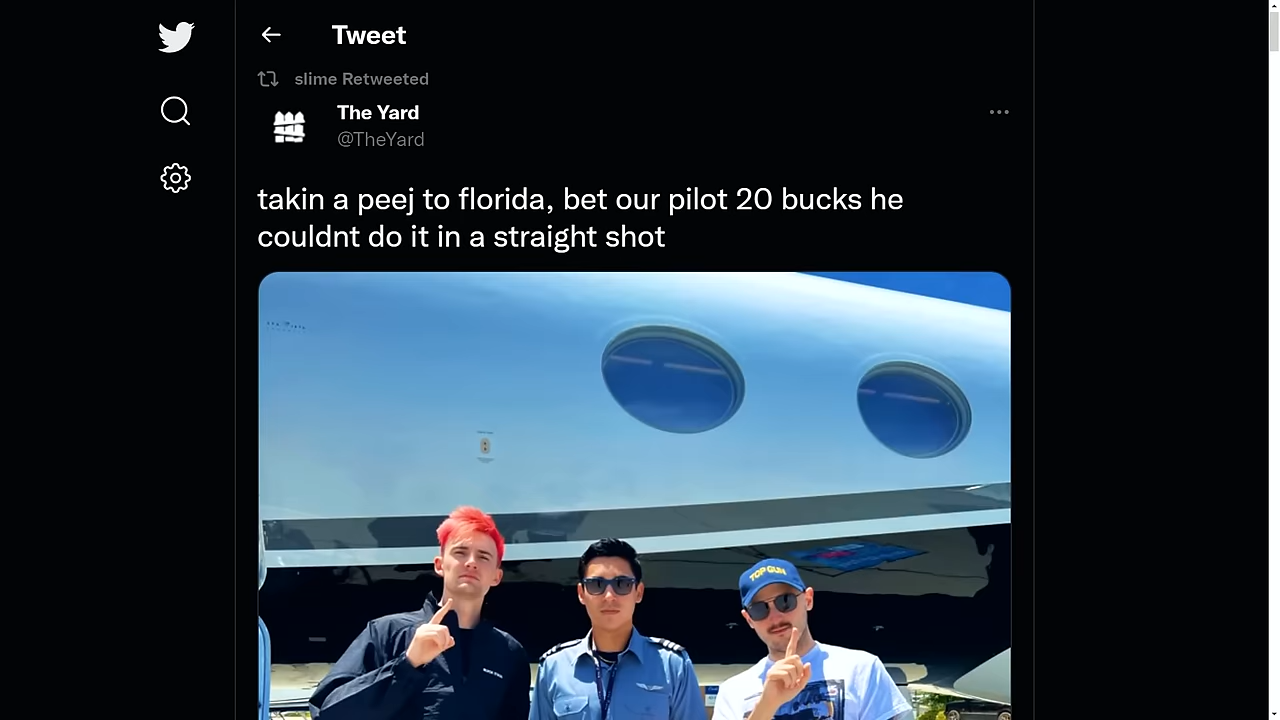 Tweet
slime Retweeted
The Yard
@TheYard
takin a peej to florida, bet our pilot 20 bucks he
couldnt do it in a straight shot
TOP GUN